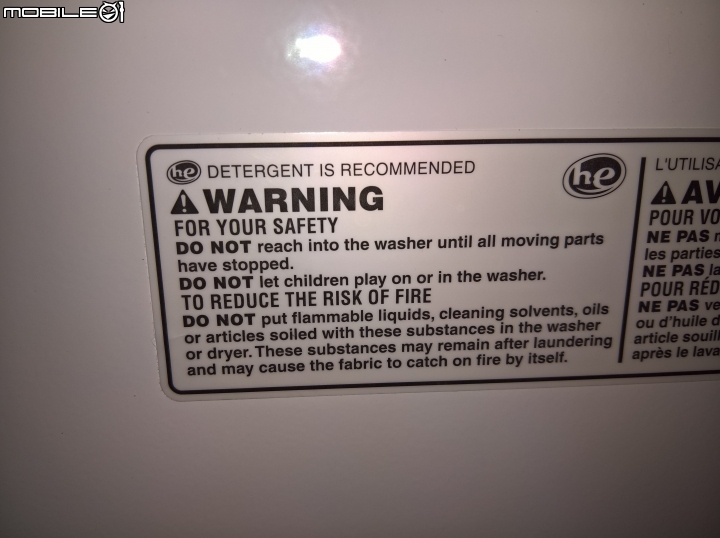 MOBILE01
he DETERGENT IS RECOMMENDED
he
WARNING
FOR YOUR SAFETY
DO NOT reach into the washer until all moving parts
have stopped.
DO NOT let children play on or in the washer.
TO REDUCE THE RISK OF FIRE
DO NOT put flammable liquids, cleaning solvents, oils
or articles soiled with these substances in the washer
or dryer. These substances may remain after laundering
and may cause the fabric to catch on fire by itself.
L'UTILISA
AV
POUR VO
NE PAS
les parties
NE PAS la
POUR RÉD
NE PAS ve
ou d'huile d
article souill
après le lava